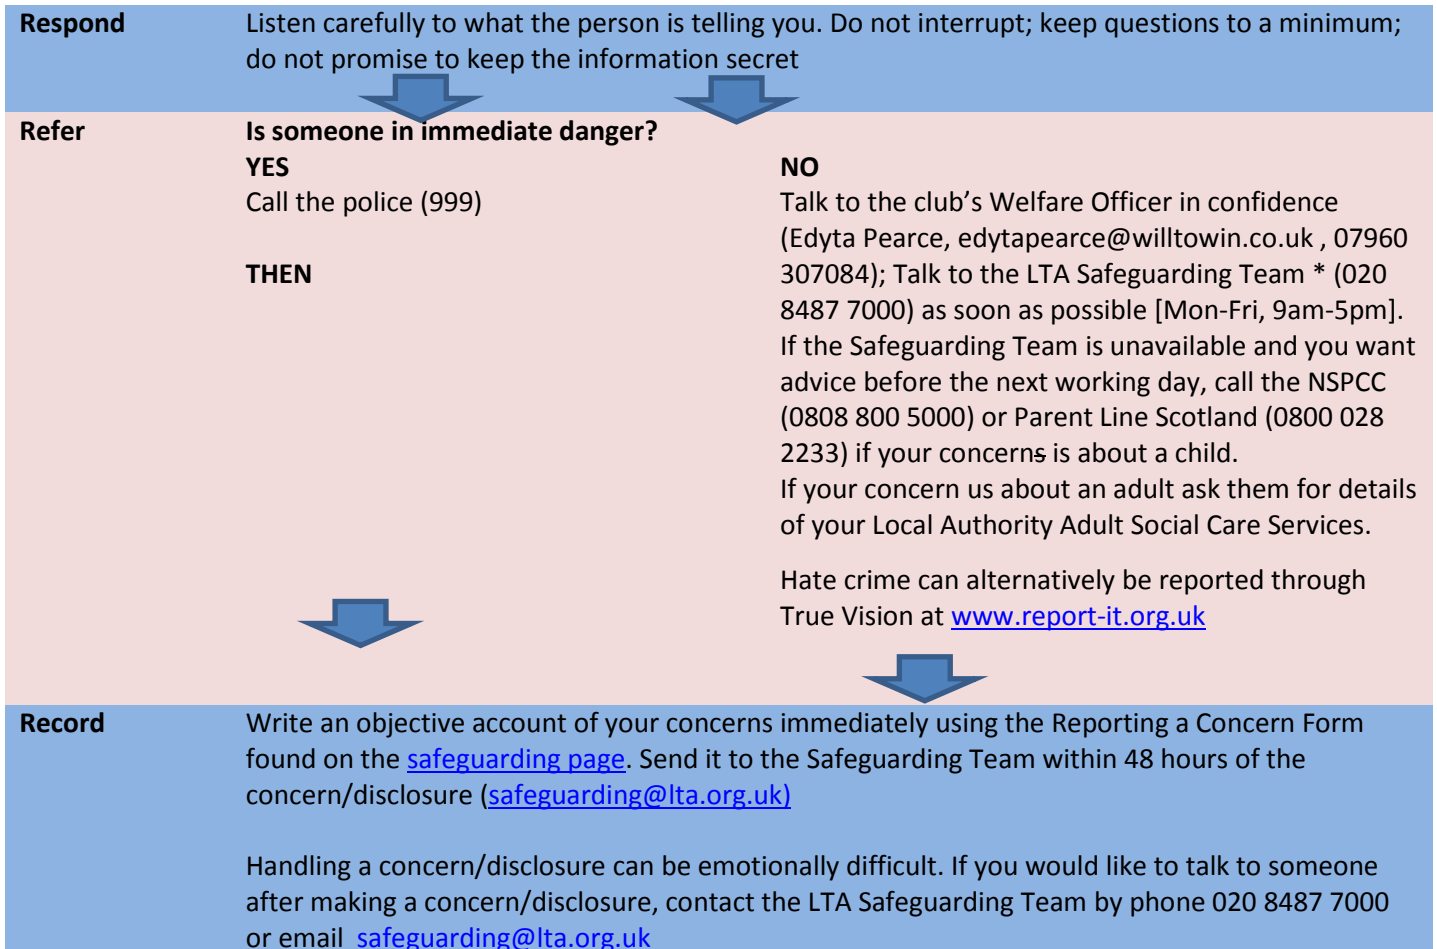 Respond
Listen carefully to what the person is telling you. Do not interrupt; keep questions to a minimum;
do not promise to keep the information secret
Refer
Is someone in immediate danger?
YES
Call the police (999)
THEN
NO
Talk to the club’s Welfare Officer in confidence
(Edyta Pearce, edytapearce@willtowin.co.uk , 07960
307084); Talk to the LTA Safeguarding Team * (020
8487 7000) as soon as possible [Mon-Fri, 9am-5pm].
If the Safeguarding Team is unavailable and you want
advice before the next working day, call the NSPCC
(0808 800 5000) or Parent Line Scotland (0800 028
2233) if your concerns is about a child.
If your concern us about an adult ask them for details
of your Local Authority Adult Social Care Services.
Hate crime can alternatively be reported through
True Vision at www.report-it.org.uk
Record
Write an objective account of your concerns immediately using the Reporting a Concern Form
found on the safeguarding page. Send it to the Safeguarding Team within 48 hours of the
concern/disclosure (safeguarding@lta.org.uk)
Handling a concern/disclosure can be emotionally difficult. If you would like to talk to someone
after making a concern/disclosure, contact the LTA Safeguarding Team by phone 020 8487 7000
or email safeguarding@lta.org.uk